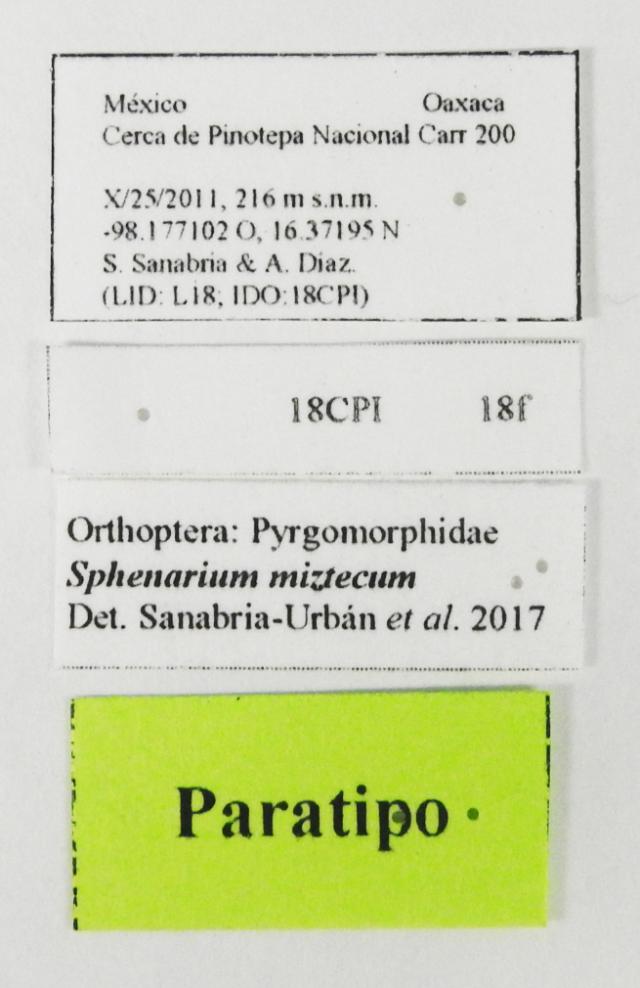 México Oaxaca
Cerca de Pinotepa Nacional Carr 200
X/25/2011, 216 m s.n.m.
-98.177102 O, 16.37195 N
S. Sanabria & A. Diaz.
(LID: L18; IDO:18CPI)
18CPI 18f
Orthoptera: Pyrgomorphidae
Sphenarium miztecum
Det. Sanabria-Urbán et al. 2017
Paratipo